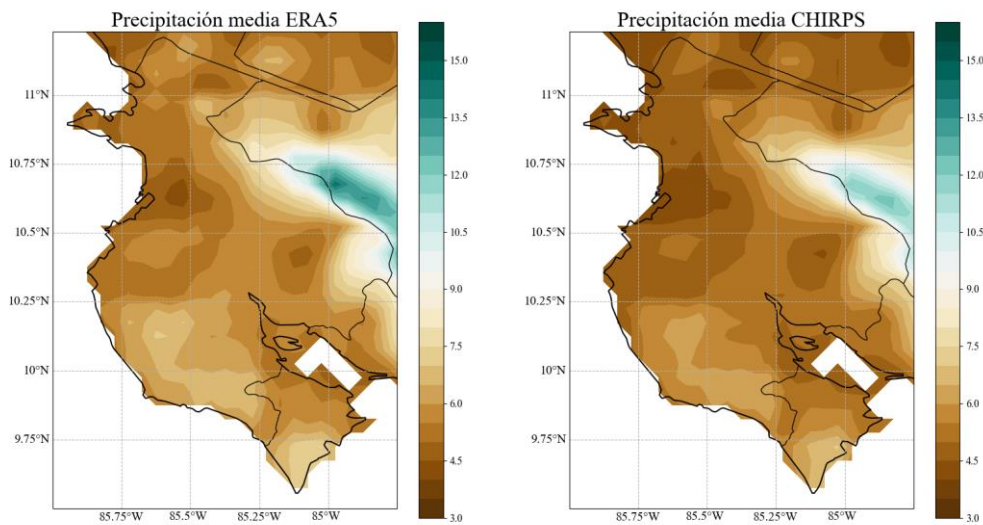 Precipitación media ERA5
11°N
10.75°N
10.5°N
10.25°N
10°N
9.75°N
85.75°W 85.5°W 85.25°W 85°W
15.0
13.5
12.0
10.5
9.0
7.5
6.0
4.5
3.0
Precipitación media CHIRPS
11°N
10.75°N
10.5°N
10.25°N
10°N
9.75°N
85.75°W 85.5°W 85.25°W 85°W
15.0
13.5
12.0
10.5
9.0
7.5
6.0
4.5
3.0